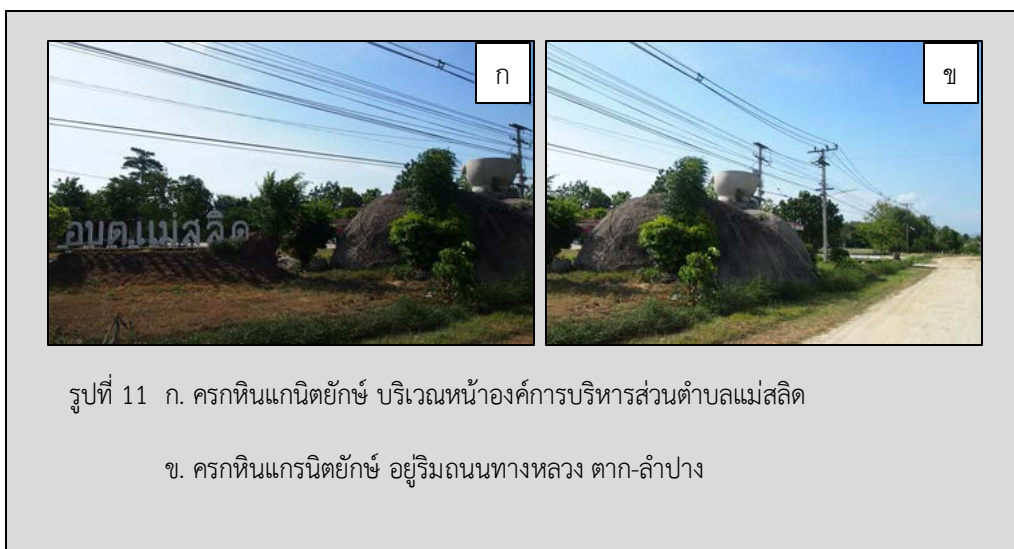 ก
ข
อบต.แม่สลิด
รูปที่ 11 ก. ครกหินแกนิตยักษ์ บริเวณหน้าองค์การบริหารส่วนตำบลแม่สลิด
ข. ครกหินแกรนิตยักษ์ อยู่ริมถนนทางหลวง ตาก-ลำปาง